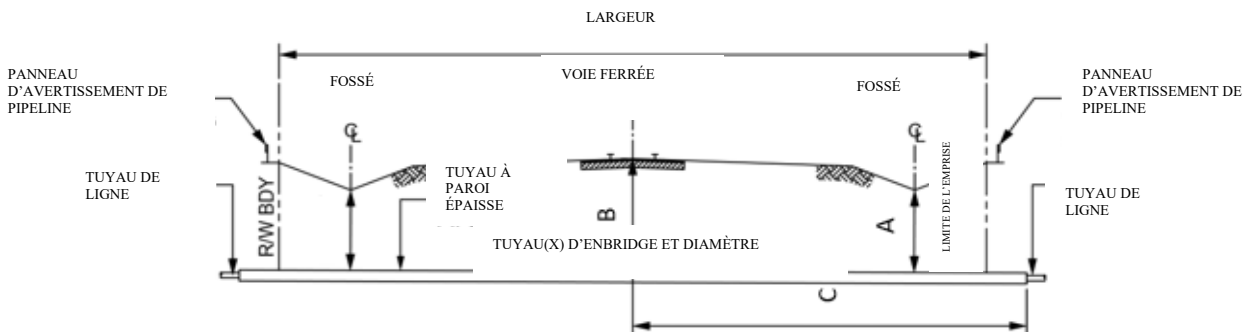 LARGEUR
PANNEAU
D'AVERTISSEMENT DE
PIPELINE
FOSSÉ
VOIE FERRÉE
FOSSÉ
PANNEAU
D'AVERTISSEMENT DE
PIPELINE
TUYAU DE
LIGNE
R/W BDY
℄
TUYAU À
PAROI
ÉPAISSE
B
TUYAU(X) D'ENBRIDGE ET DIAMÈTRE
A
℄
LIMITE DE L'EMPRISE
TUYAU DE
LIGNE
C